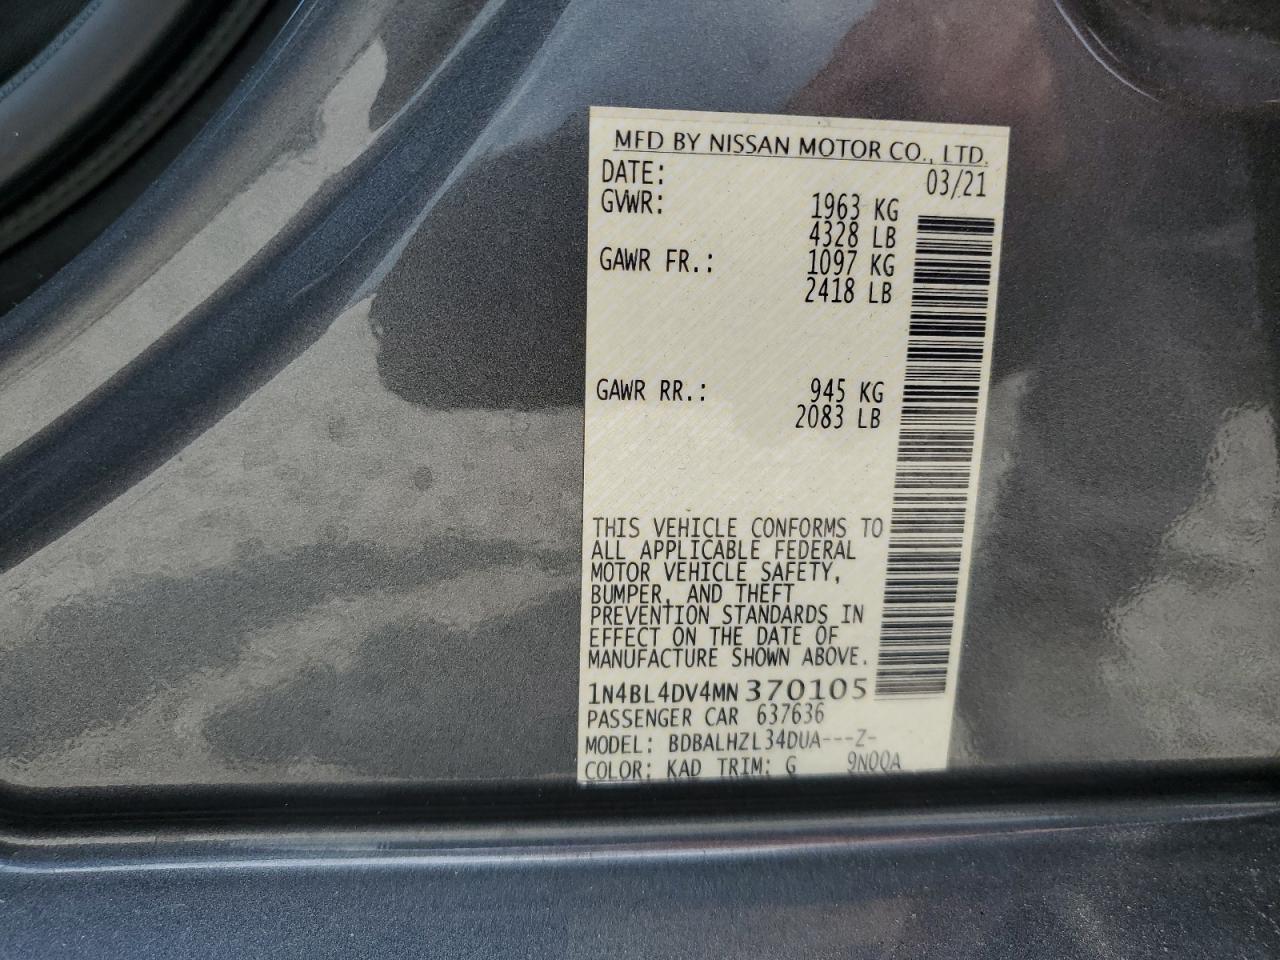 MFD BY NISSAN MOTOR CO., LTD.
DATE: 03/21
GVWR: 1963 KG
4328 LB
GAWR FR.: 1097 KG
2418 LB
GAWR RR.: 945 KG
2083 LB
THIS VEHICLE CONFORMS TO
ALL APPLICABLE FEDERAL
MOTOR VEHICLE SAFETY,
BUMPER, AND THEFT
PREVENTION STANDARDS IN
EFFECT ON THE DATE OF
MANUFACTURE SHOWN ABOVE.
1N4BL4DV4MN370105
PASSENGER CAR 637636
MODEL: BDBALHZL34DUA---Z-
COLOR: KAD TRIM: G